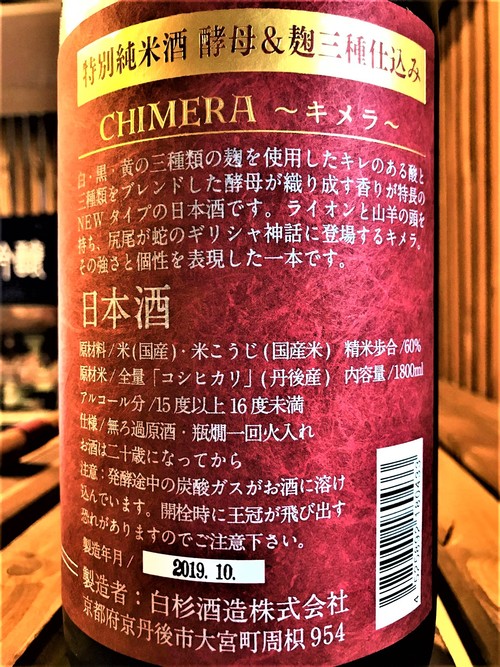 特別純米酒 酵母&麹三種仕込み
CHIMERA ～キメラ～
白・黒・黄の三種類の麹を使用したキレのある酸と
三種類をブレンドした酵母が織り成す香りが特長の
NEWタイプの日本酒です。ライオンと山羊の頭を
持ち、尻尾が蛇のギリシャ神話に登場するキメラ。
その強さと個性を表現した一本です。
日本酒
原材料/米(国産)・米こうじ(国産米) 精米歩合/60%
原材米/全量「コシヒカリ」(丹後産) 内容量/1800ml
アルコール分/15度以上16度未満
仕様/無ろ過原酒・瓶燗一回火入れ
お酒は二十歳になってから
注意:発酵途中の炭酸ガスがお酒に溶け
込んでいます。開栓時に王冠が飛び出す
恐れがありますのでご注意下さい。
製造年月/ 2019. 10.
製造者:白杉酒造株式会社
京都府京丹後市大宮町周枳 954